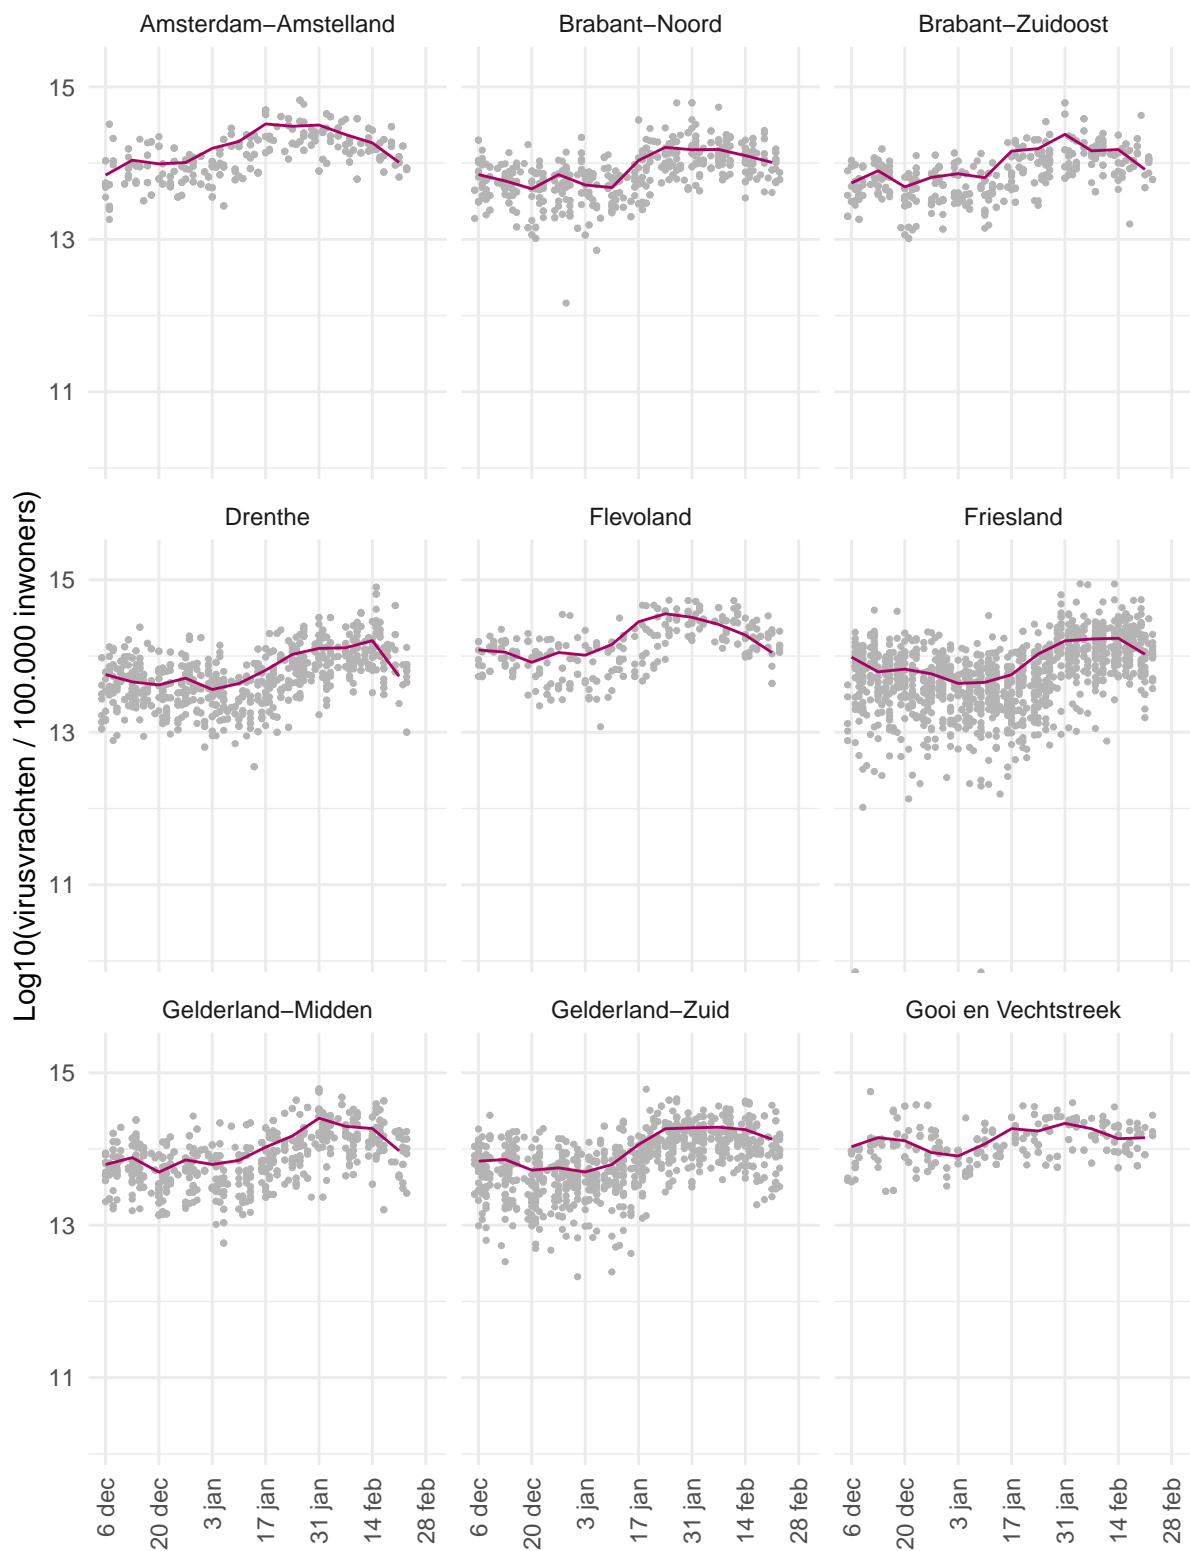 Amsterdam−Amstelland
Brabant−Noord
Brabant−Zuidoost
15
13
11
Drenthe
Flevoland
Friesland
15
13
11
Log10(virusvrachten / 100.000 inwoners)
Gelderland−Midden
Gelderland−Zuid
Gooi en Vechtstreek
15
13
11
6 dec
20 dec
3 jan
17 jan
31 jan
14 feb
28 feb
6 dec
20 dec
3 jan
17 jan
31 jan
14 feb
28 feb
6 dec
20 dec
3 jan
17 jan
31 jan
14 feb
28 feb